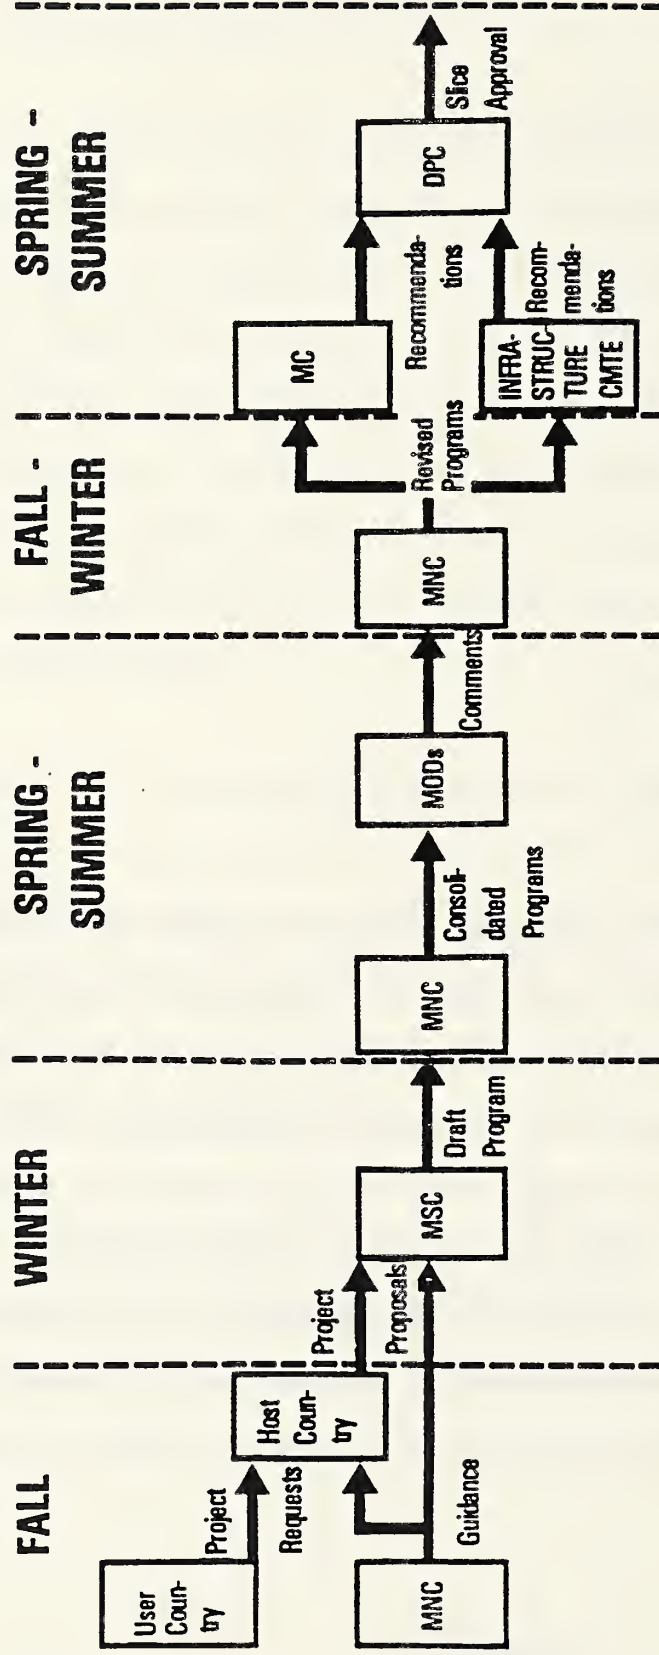 FALL
WINTER
SPRING -
SUMMER
FALL -
WINTER
SPRING -
SUMMER
User
Coun-
try
Project
Requests
MNC
Guidance
Host
Coun-
try
Project
Proposals
MSC
Draft
Program
MNC
Consoli-
dated
Programs
MODs
Comments
MNC
Revised
Programs
MC
Recommenda-
tions
INFRA-
STRUC-
TURE
CMTE
Recom-
menda-
tions
DPC
Slice
Approval